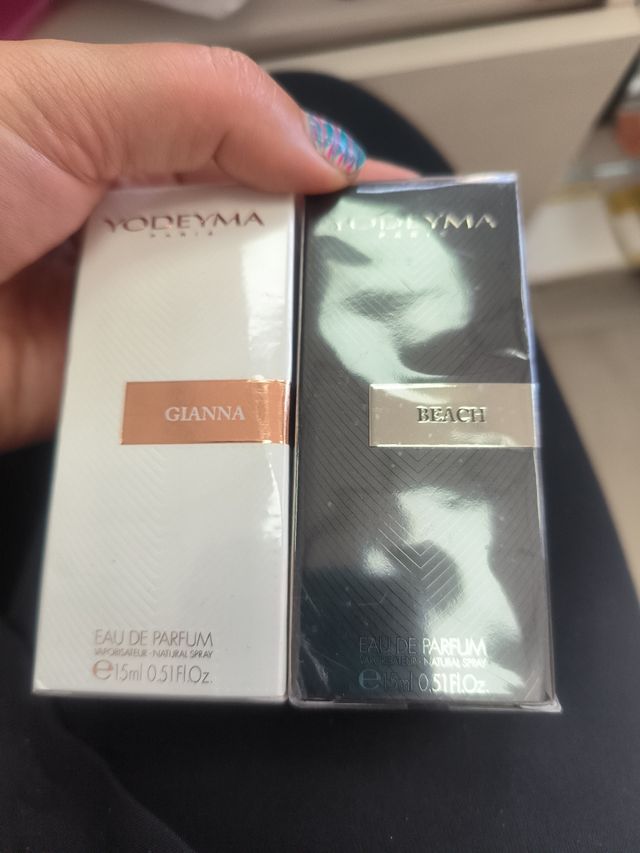 YODEYMA
PARIS
GIANNA
EAU DE PARFUM
VAPORISATEUR · NATURAL SPRAY
e 15ml 0.51Fl.Oz.
YODEYMA
PARIS
BEACH
EAU DE PARFUM
VAPORISATEUR · NATURAL SPRAY
e 15ml 0.51Fl.Oz.